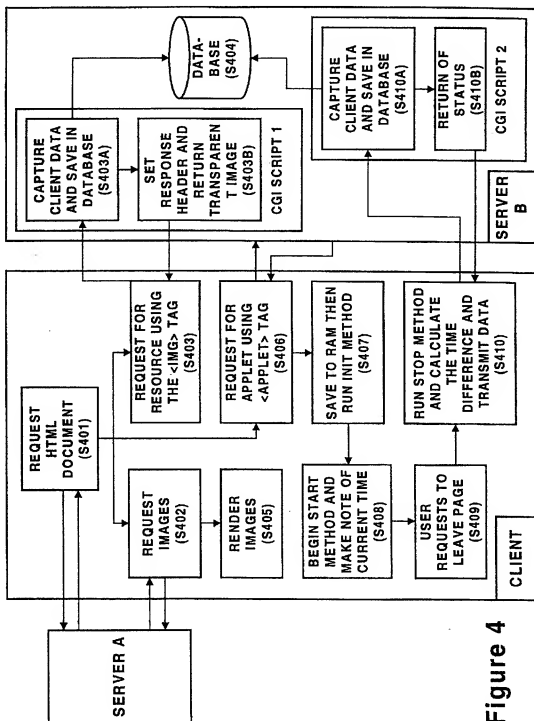 SERVER A
REQUEST
HTML
DOCUMENT
(S401)
REQUEST
IMAGES
(S402)
REQUEST FOR
RESOURCE USING
THE <IMG> TAG
(S403)
RENDER
IMAGES
(S405)
REQUEST FOR
APPLET USING
<APPLET> TAG
(S406)
SAVE TO RAM THEN
RUN INIT METHOD
(S407)
BEGIN START
METHOD AND
MAKE NOTE OF
CURRENT TIME
(S408)
USER
REQUESTS TO
LEAVE PAGE
(S409)
RUN STOP METHOD
AND CALCULATE
THE TIME
DIFFERENCE AND
TRANSMIT DATA
(S410)
CLIENT
CAPTURE
CLIENT DATA
AND SAVE IN
DATABASE
(S403A)
SET
RESPONSE
HEADER AND
RETURN
TRANSPAREN
T IMAGE
(S403B)
CGI SCRIPT 1
DATA-
BASE
(S404)
CAPTURE
CLIENT DATA
AND SAVE IN
DATABASE
(S410A)
RETURN OF
STATUS
(S410B)
CGI SCRIPT 2
SERVER
B
Figure 4